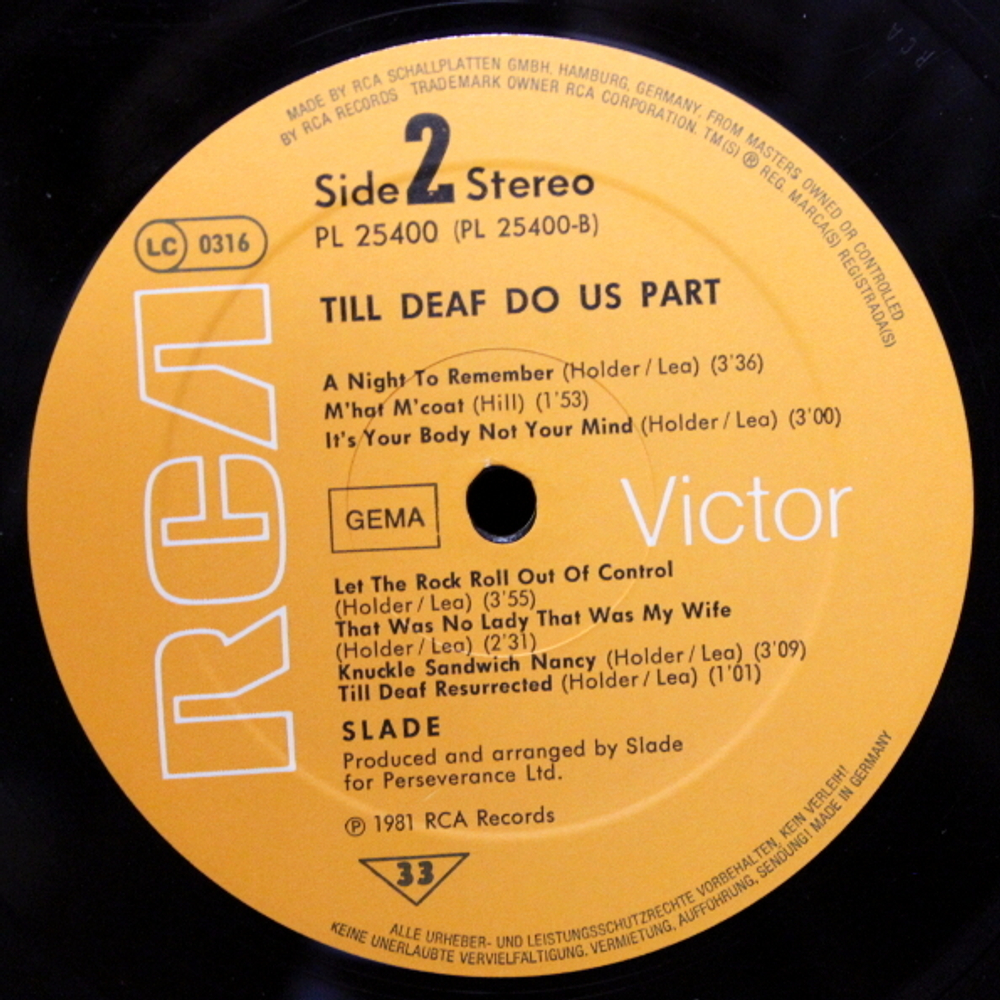 MADE BY RCA SCHALLPLATTEN GMBH, HAMBURG, GERMANY, FROM MASTERS OWNED OR CONTROLLED
BY RCA RECORDS TRADEMARK OWNER RCA CORPORATION. TM(S) ® REG. MARCA(S) REGISTRADA(S)
RCA
Side 2 Stereo
PL 25400 (PL 25400-B)
LC 0316
TILL DEAF DO US PART
A Night To Remember (Holder / Lea) (3'36)
M'hat M'coat (Hill) (1'53)
It's Your Body Not Your Mind (Holder / Lea) (3'00)
RCA
GEMA
Victor
Let The Rock Roll Out Of Control
(Holder / Lea) (3'55)
That Was No Lady That Was My Wife
(Holder / Lea) (2'31)
Knuckle Sandwich Nancy (Holder / Lea) (3'09)
Till Deaf Resurrected (Holder / Lea) (1'01)
SLADE
Produced and arranged by Slade
for Perseverance Ltd.
℗ 1981 RCA Records
33
ALLE URHEBER- UND LEISTUNGSSCHUTZRECHTE VORBEHALTEN, KEIN VERLEIH!
KEINE UNERLAUBTE VERVIELFÄLTIGUNG, VERMIETUNG, AUFFÜHRUNG, SENDUNG! MADE IN GERMANY